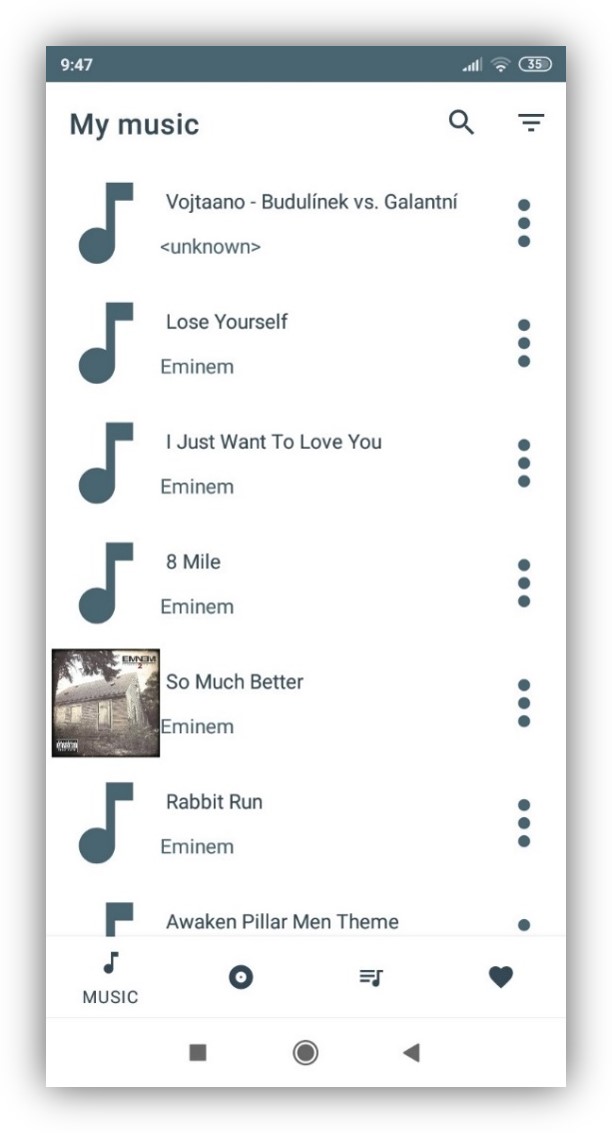 9:47
35
My music
Vojtaano - Budulínek vs. Galantní
<unknown>
Lose Yourself
Eminem
I Just Want To Love You
Eminem
8 Mile
Eminem
EMINEM
2
So Much Better
Eminem
Rabbit Run
Eminem
Awaken Pillar Men Theme
MUSIC